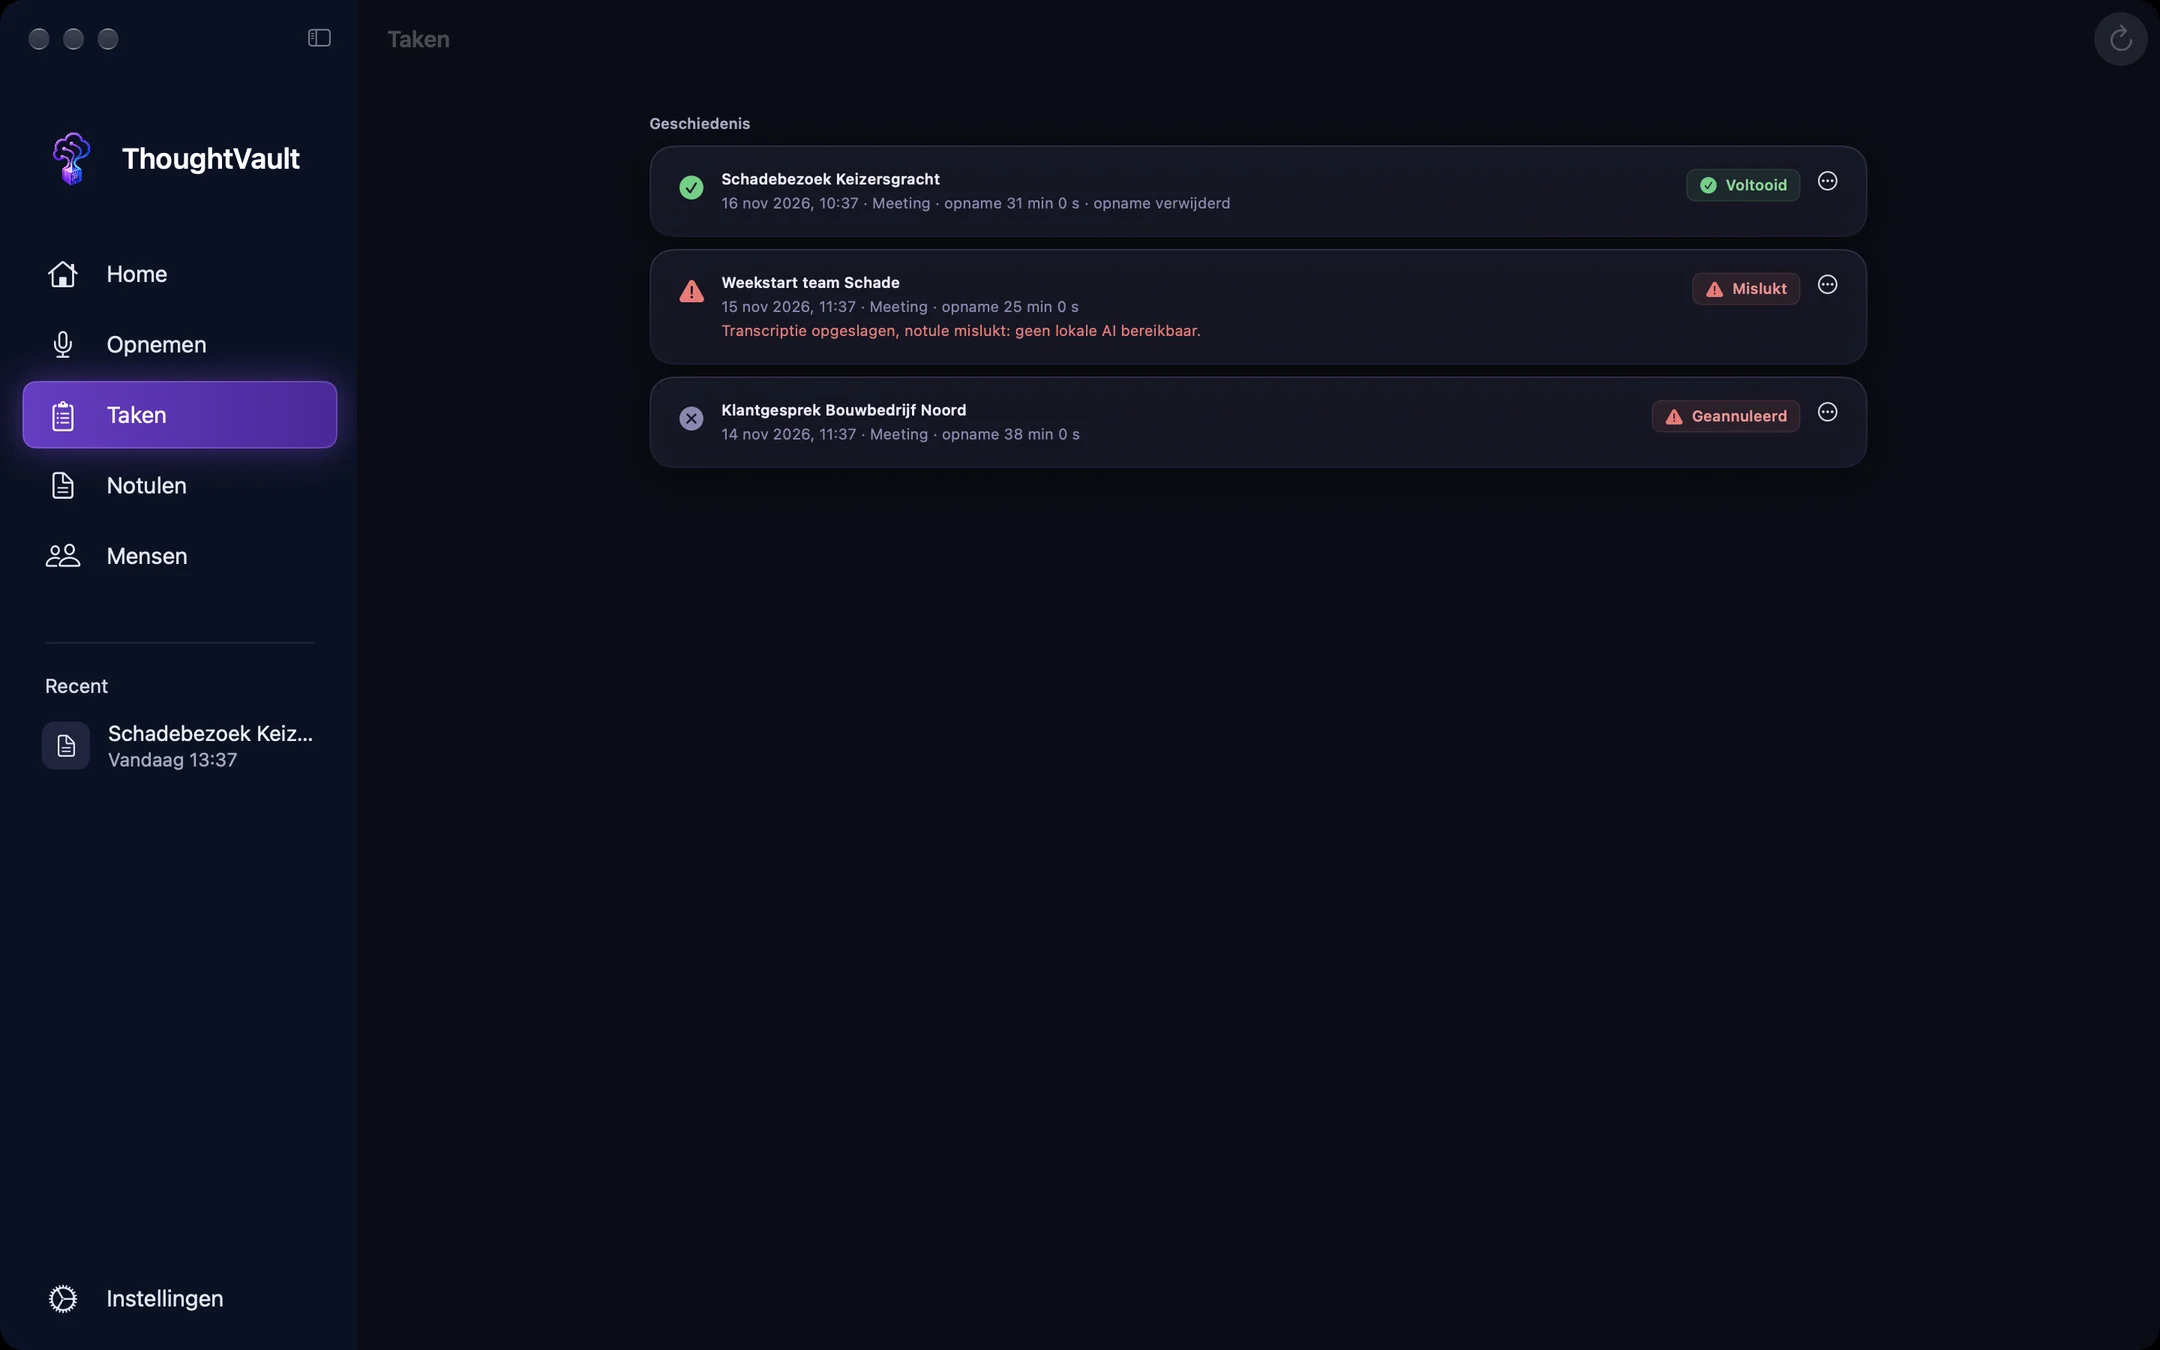 Taken
ThoughtVault
Home
Opnemen
Taken
Notulen
Mensen
Recent
Schadebezoek Keiz...
Vandaag 13:37
Instellingen
Geschiedenis
Schadebezoek Keizersgracht
16 nov 2026, 10:37 · Meeting · opname 31 min 0 s · opname verwijderd
Voltooid
Weekstart team Schade
15 nov 2026, 11:37 · Meeting · opname 25 min 0 s
Transcriptie opgeslagen, notule mislukt: geen lokale AI bereikbaar.
Mislukt
Klantgesprek Bouwbedrijf Noord
14 nov 2026, 11:37 · Meeting · opname 38 min 0 s
Geannuleerd